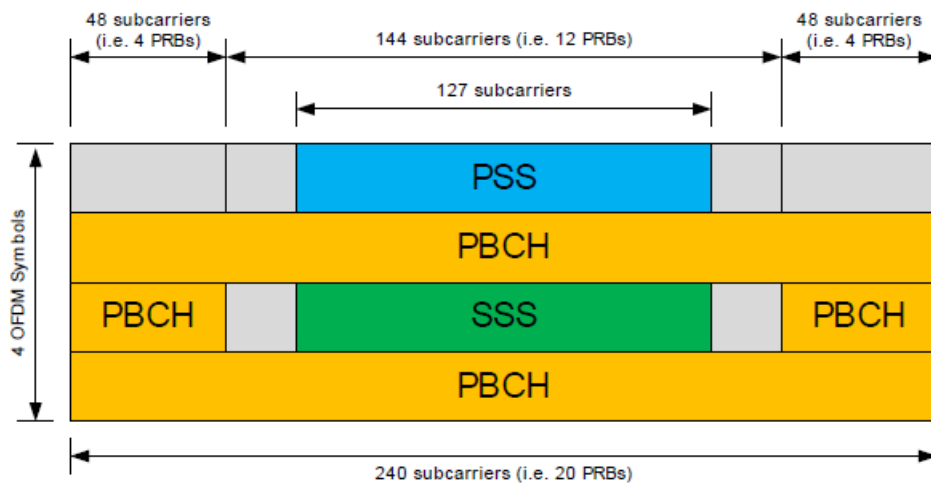 48 subcarriers
(i.e. 4 PRBs)
144 subcarriers (i.e. 12 PRBs)
48 subcarriers
(i.e. 4 PRBs)
127 subcarriers
4 OFDM Symbols
PSS
PBCH
PBCH
SSS
PBCH
PBCH
240 subcarriers (i.e. 20 PRBs)